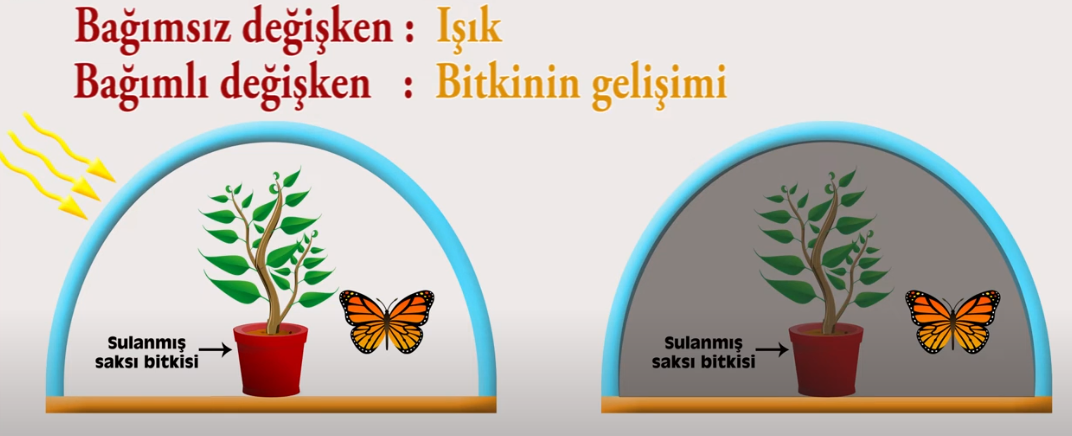 Bağımsız değişken : Işık
Bağımlı değişken : Bitkinin gelişimi
Sulanmış
saksı bitkisi
Sulanmış
saksı bitkisi